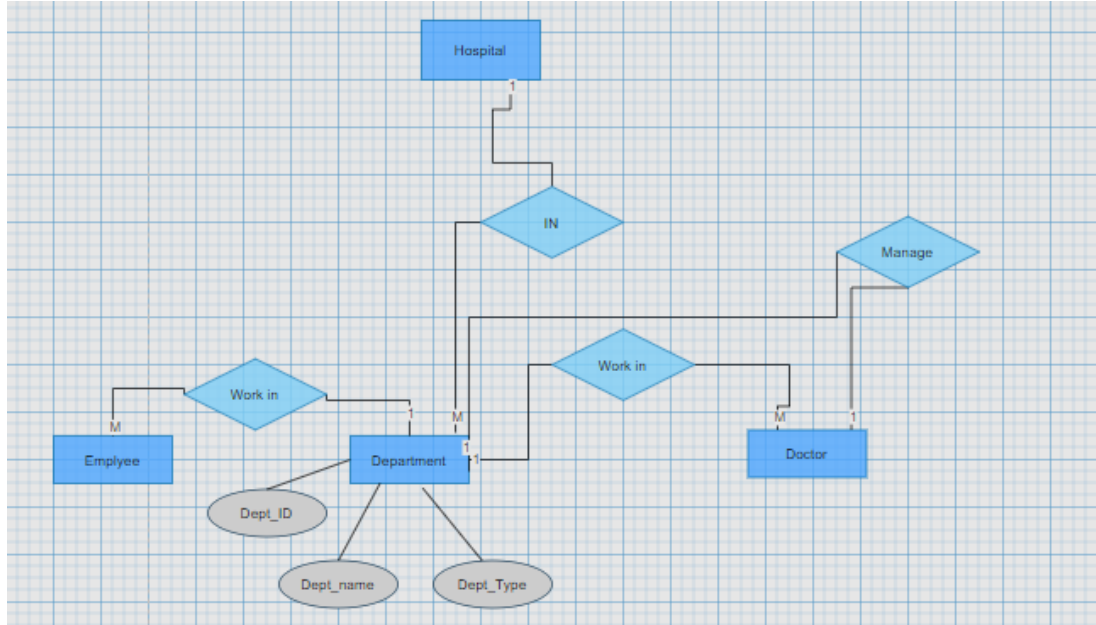 Hospital
1
IN
Manage
Work in
Work in
M
1
M
1
1
M
1
Emplyee
Department
Doctor
Dept_ID
Dept_name
Dept_Type